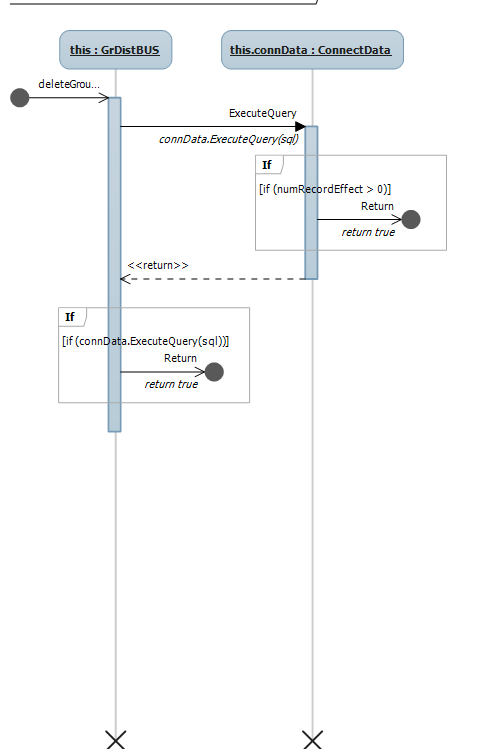 this : GrDistBUS
this.connData : ConnectData
deleteGrou...
ExecuteQuery
connData.ExecuteQuery(sql)
If
[if (numRecordEffect > 0)]
Return
return true
<<return>>
If
[if (connData.ExecuteQuery(sql))]
Return
return true